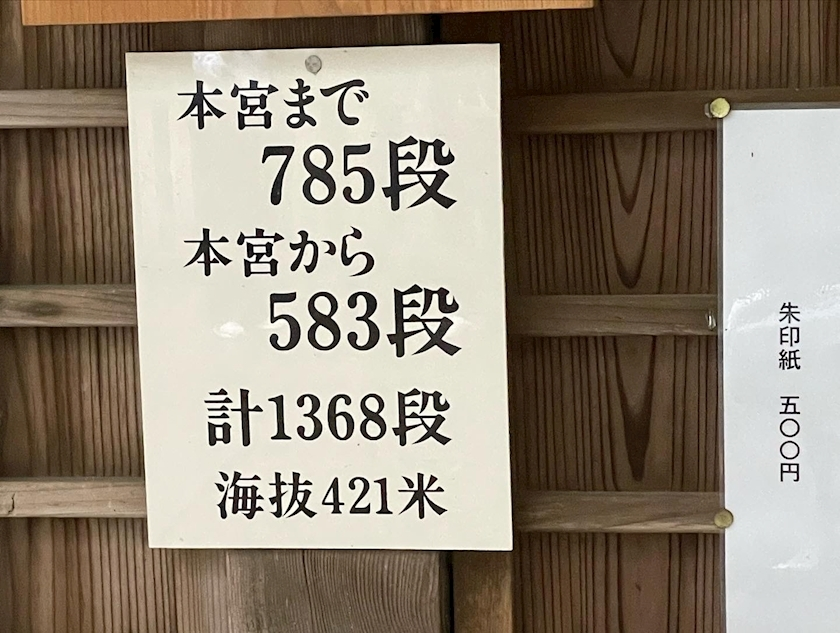 本宮まで
785段
本宮から
583段
計1368段
海抜421米
朱印紙　五〇〇円